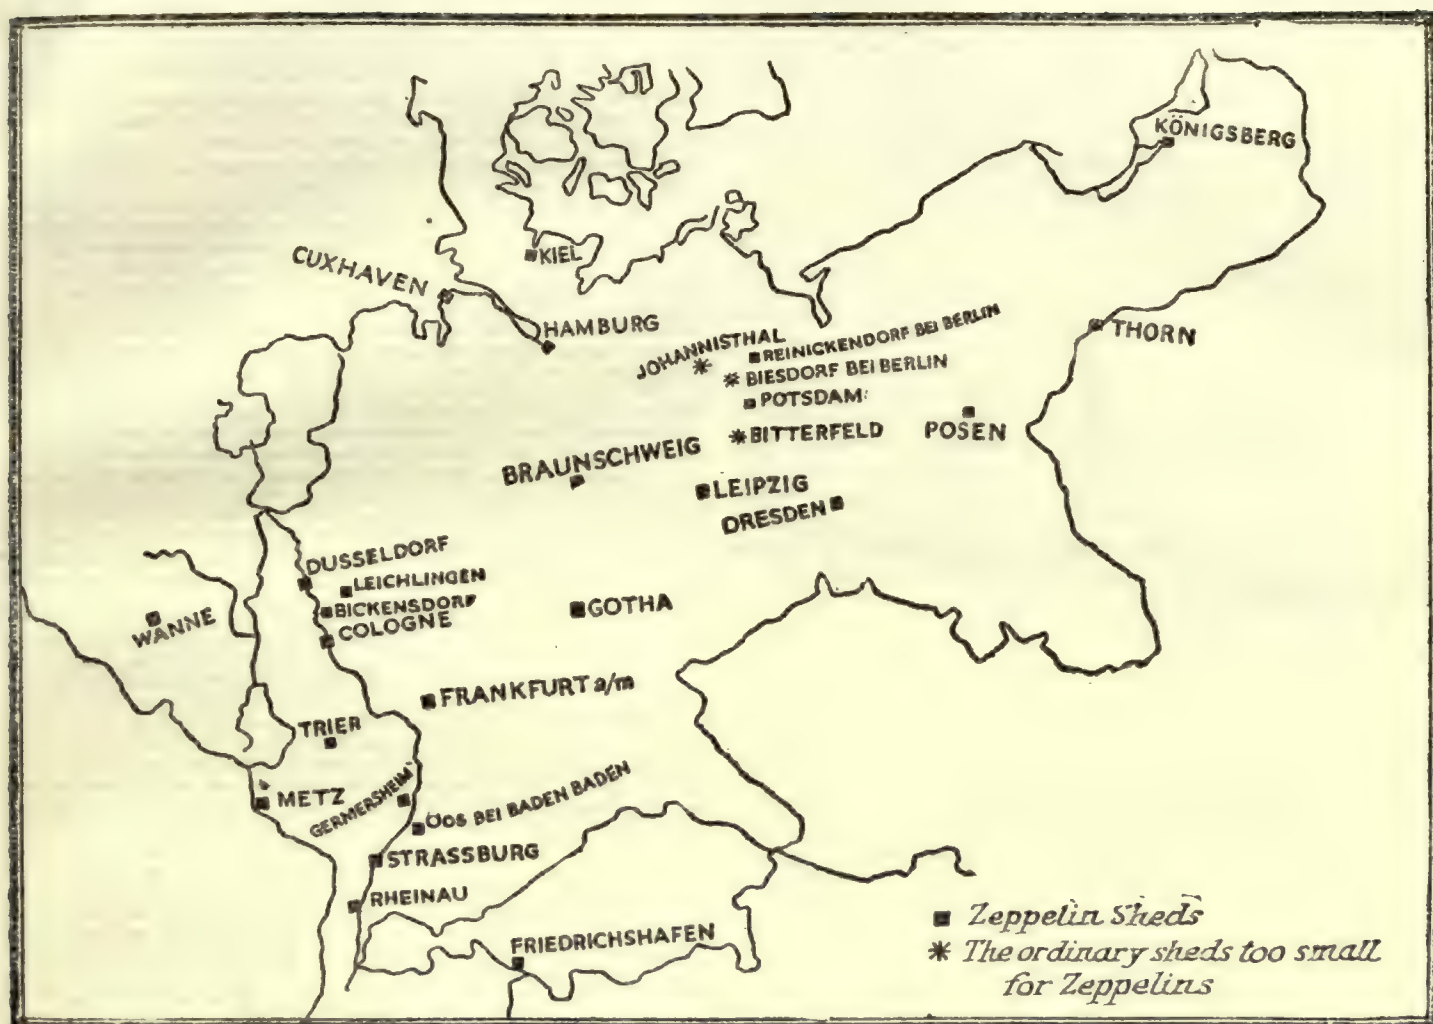 KÖNIGSBERG
KIEL
CUXHAVEN
HAMBURG
THORN
JOHANNISTHAL
REINICKENDORF BEI BERLIN
BIESDORF BEI BERLIN
POTSDAM
BITTERFELD
POSEN
BRAUNSCHWEIG
LEIPZIG
DRESDEN
DUSSELDORF
LEICHLINGEN
BICKENSDORF
WANNE
COLOGNE
GOTHA
FRANKFURT a/m
TRIER
METZ
GERMERSHEIM
ÖOS BEI BADEN BADEN
STRASSBURG
RHEINAU
FRIEDRICHSHAFEN
Zeppelin Sheds
The ordinary sheds too small
for Zeppelins